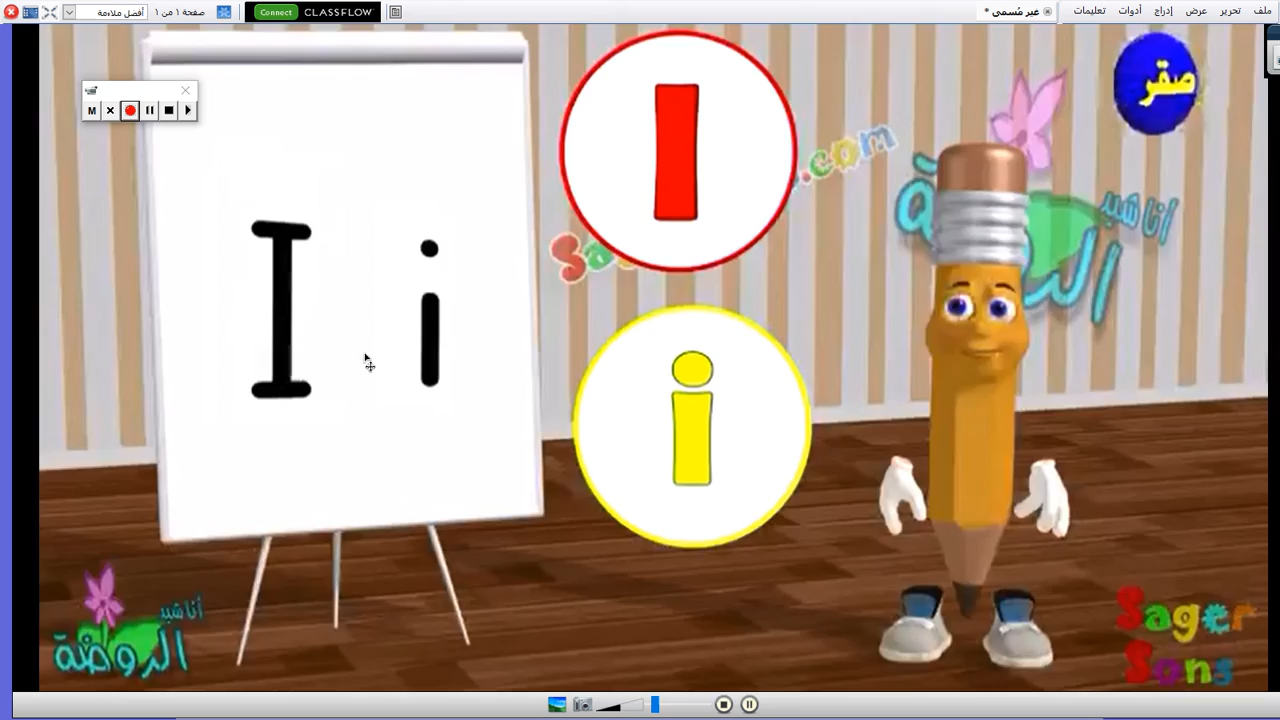 ملف تحرير عرض إدراج أدوات تعليمات
غير مُسمى *
CLASSFLOW
Connect
صفحة ١ من ١
أفضل ملاءمة
M
I i
I
i
صقر
.com
أناشيد
الروضة
أناشيد
الروضة
Sager
Sons